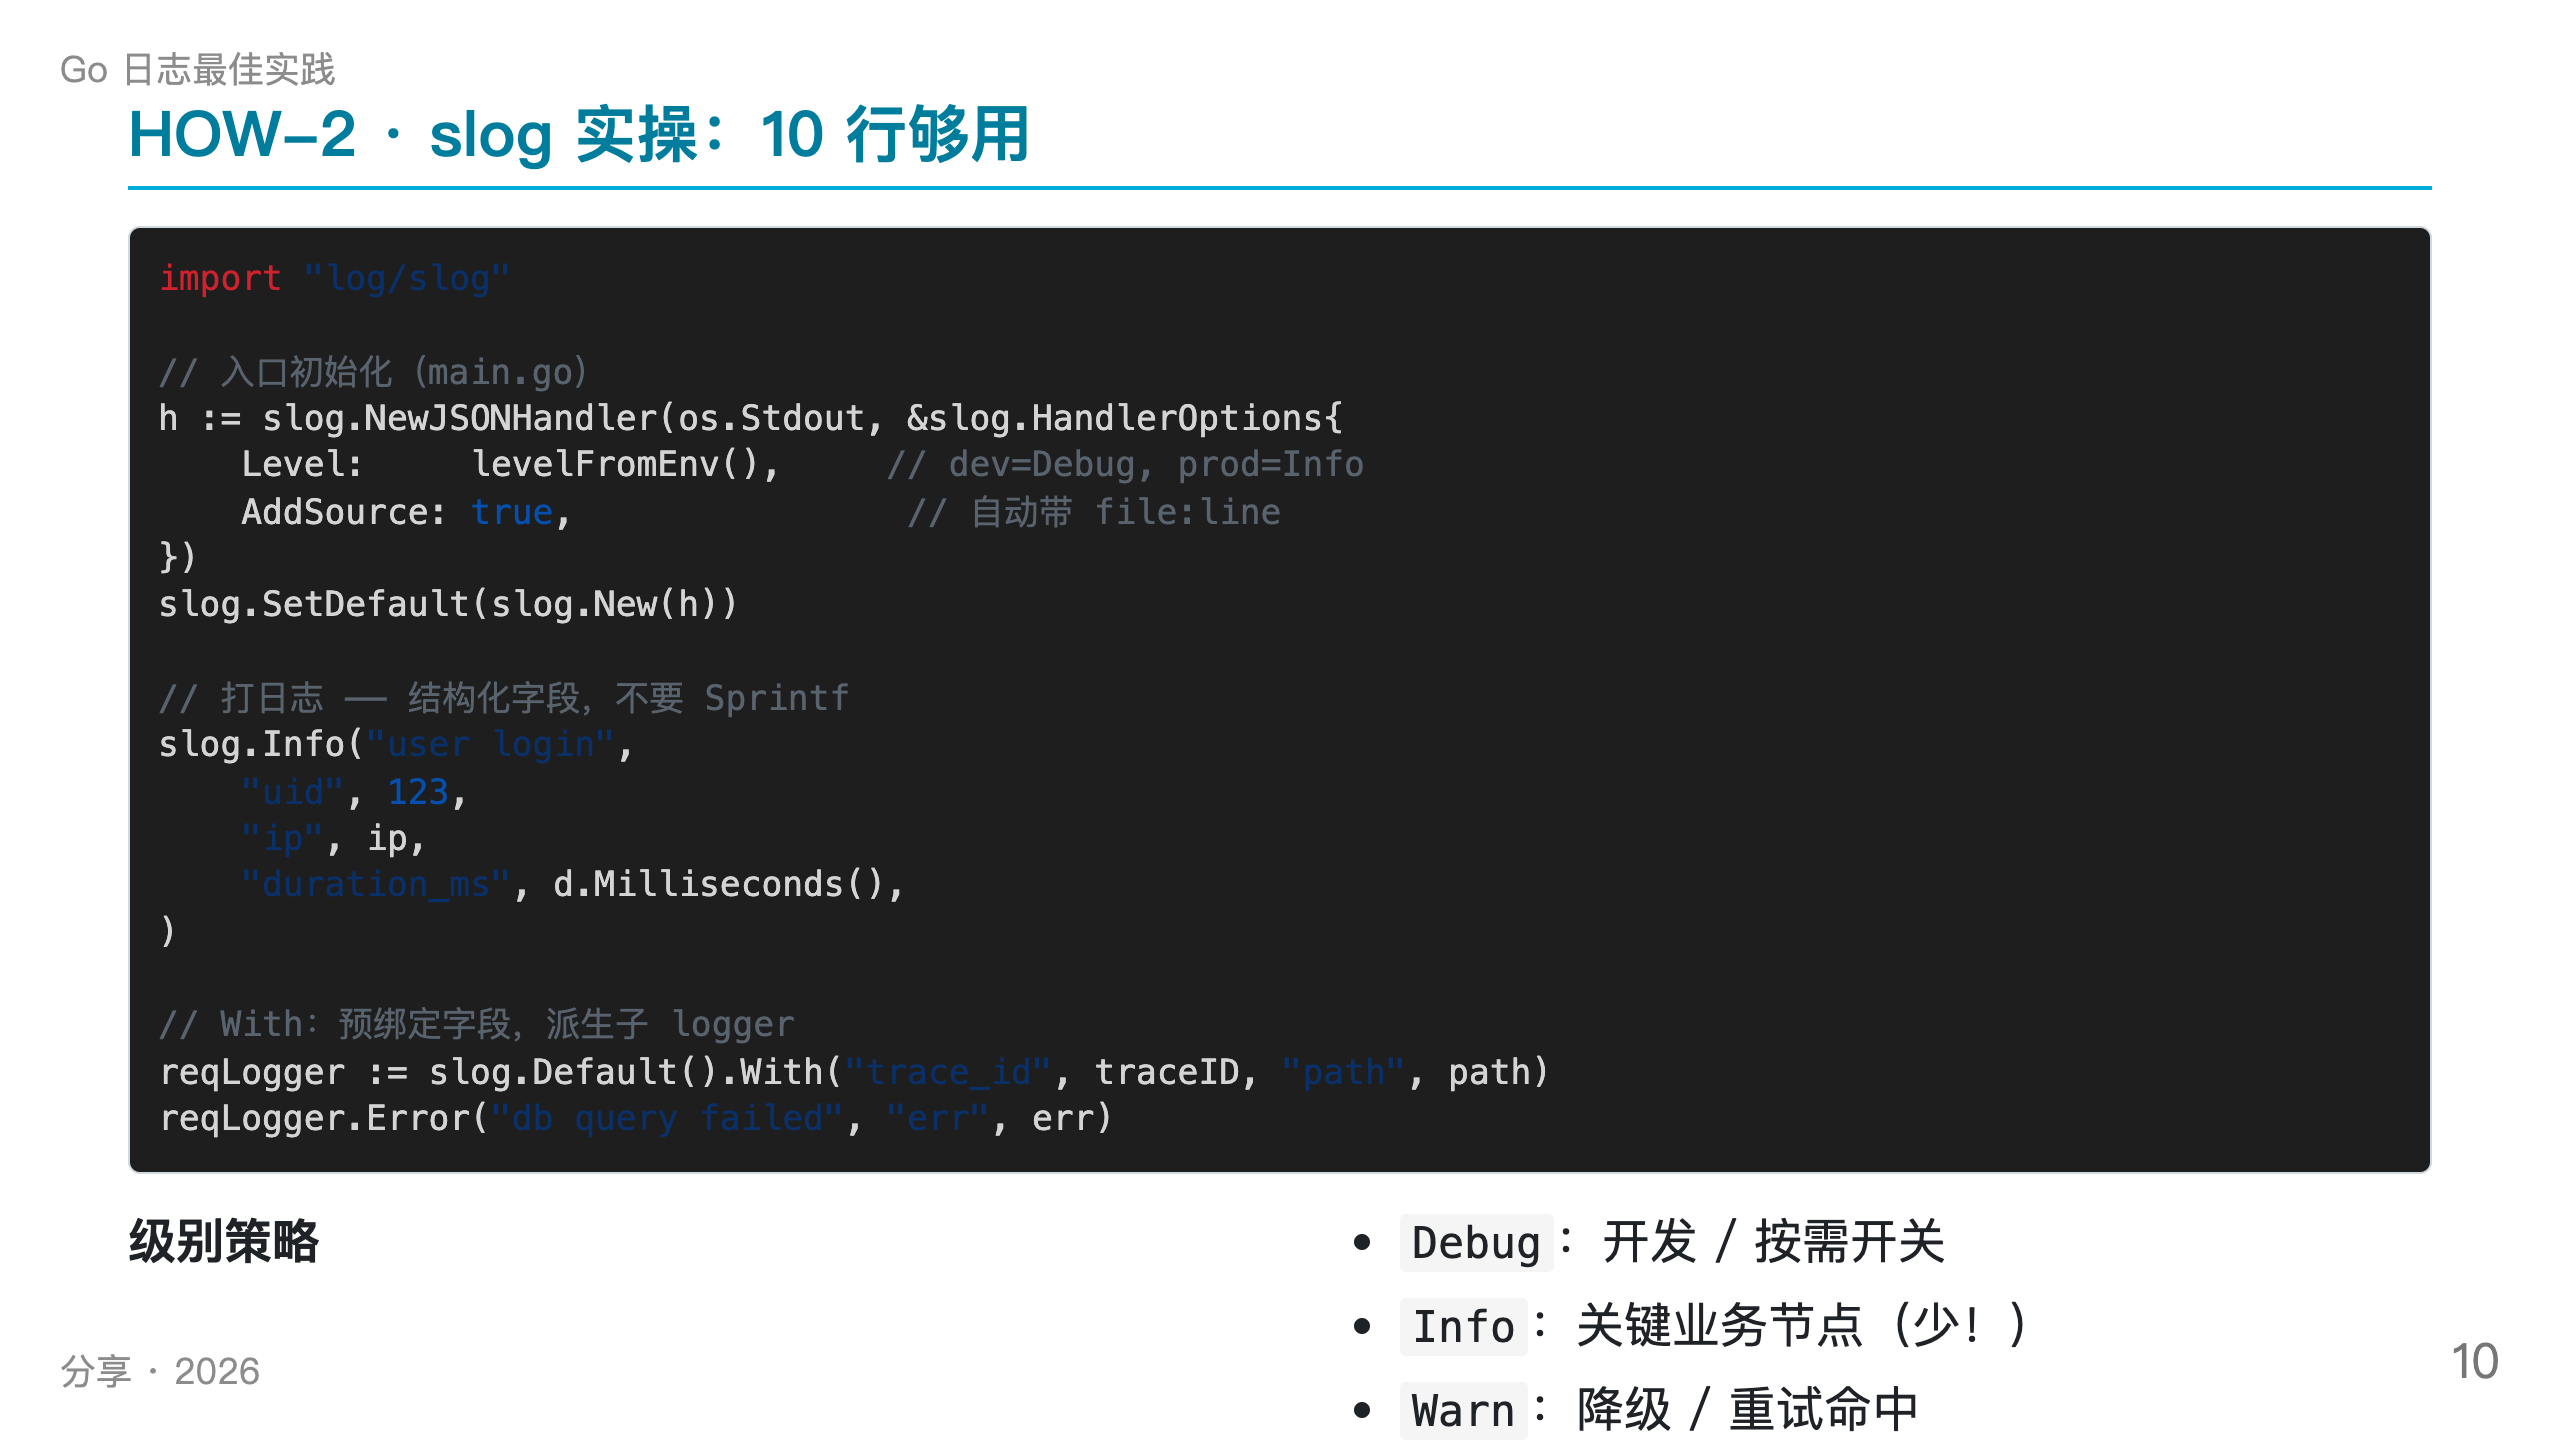 Go 日志最佳实践
HOW-2 · slog 实操：10 行够用
import "log/slog"
// 入口初始化（main.go）
h := slog.NewJSONHandler(os.Stdout, &slog.HandlerOptions{
    Level:     levelFromEnv(),     // dev=Debug, prod=Info
    AddSource: true,                // 自动带 file:line
})
slog.SetDefault(slog.New(h))
// 打日志 —— 结构化字段，不要 Sprintf
slog.Info("user login",
    "uid", 123,
    "ip", ip,
    "duration_ms", d.Milliseconds(),
)
// With：预绑定字段，派生子 logger
reqLogger := slog.Default().With("trace_id", traceID, "path", path)
reqLogger.Error("db query failed", "err", err)
级别策略
• Debug：开发 / 按需开关
• Info：关键业务节点（少！）
• Warn：降级 / 重试命中
分享 · 2026
10